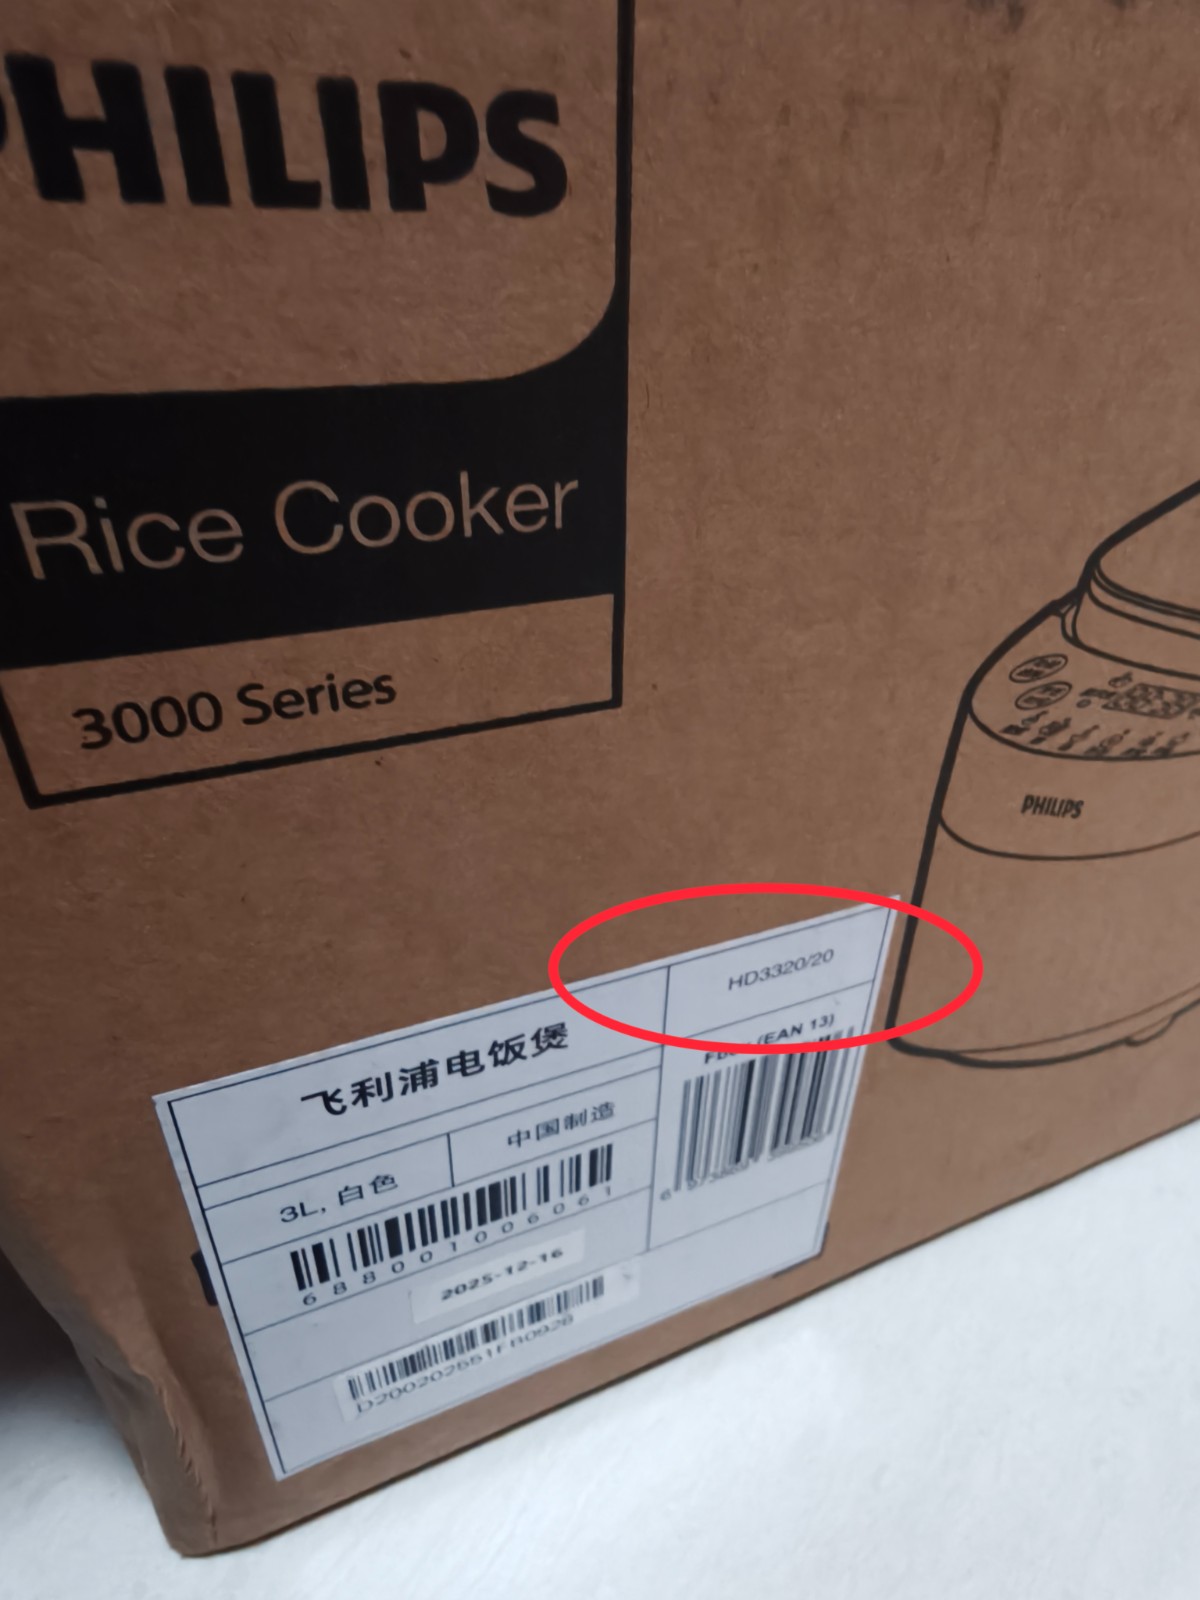 PHILIPS
Rice Cooker
3000 Series
PHILIPS
HD3320/20
飞利浦电饭煲
(EAN 13)
3L, 白色
中国制造
688001006061
2025-12-16